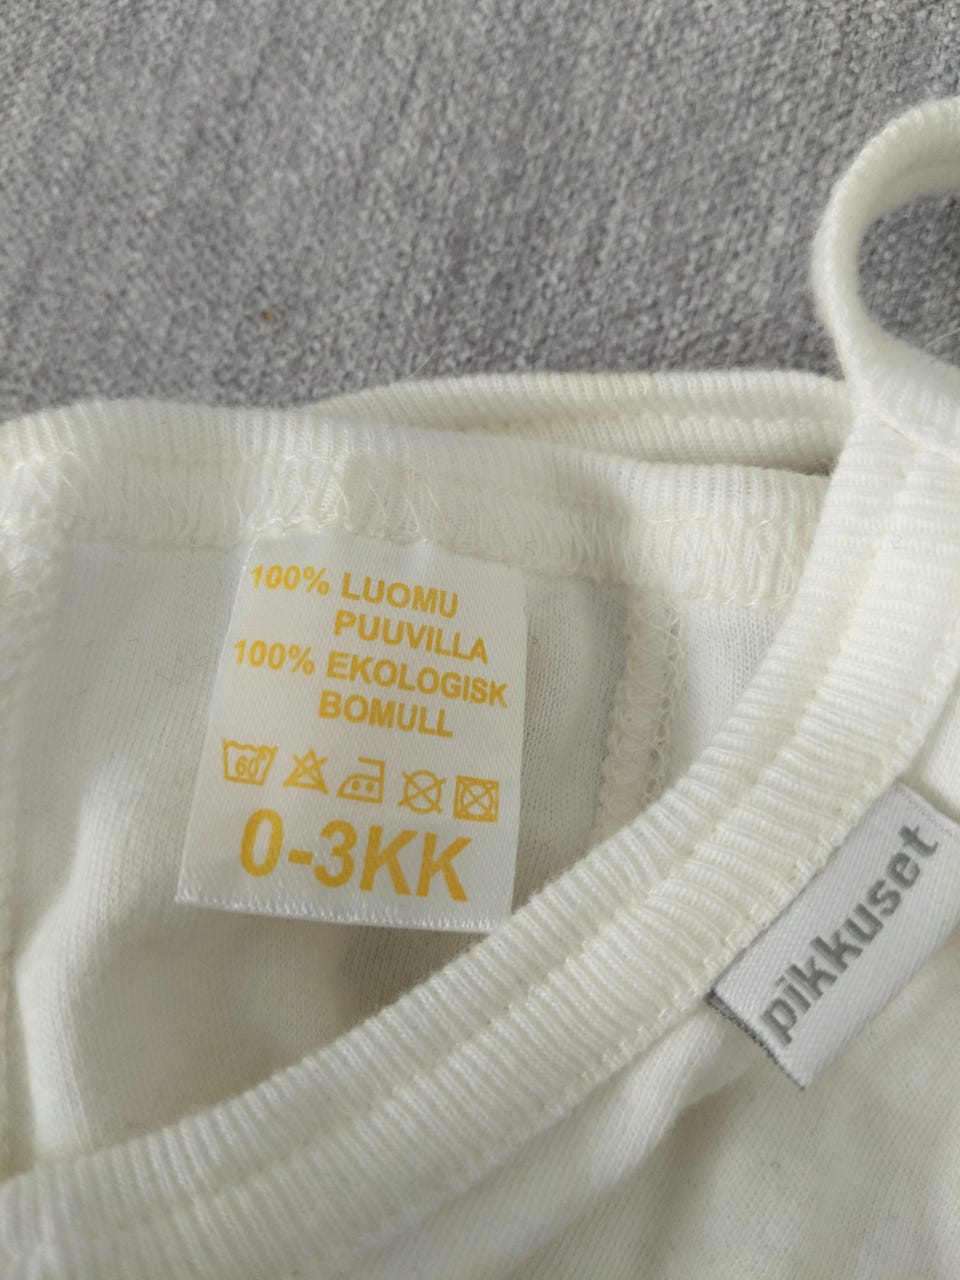 100% LUOMU
PUUVILLA
100% EKOLOGISK
BOMULL
60
0-3KK
pikkuset